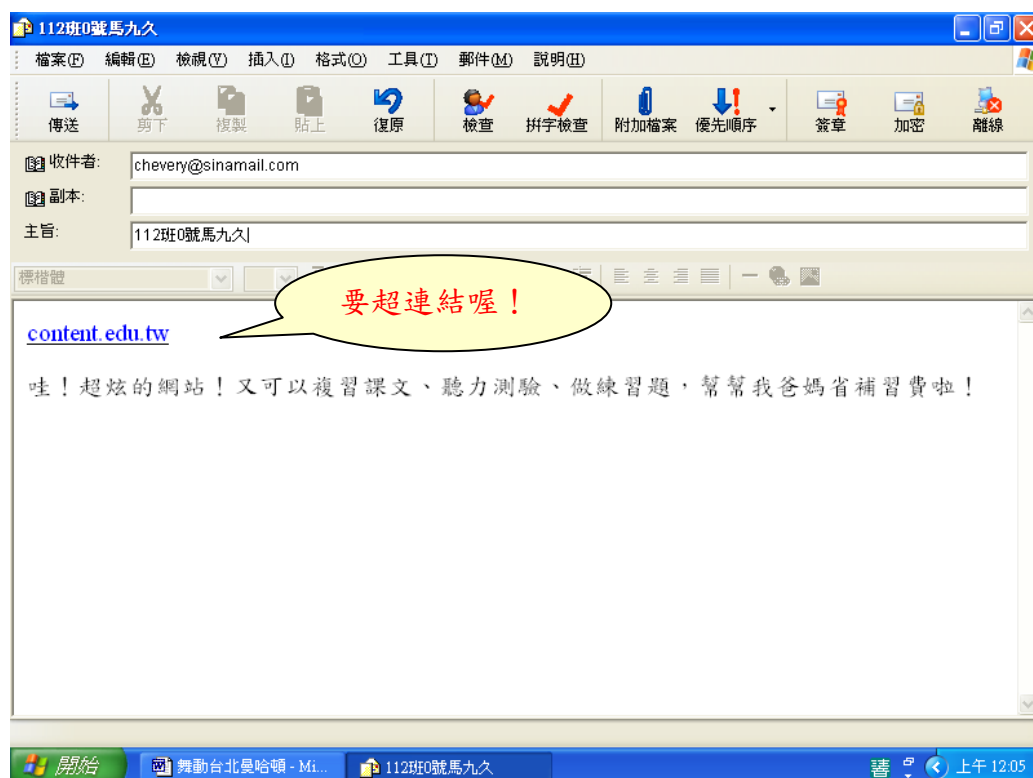 112班0號馬九久
檔案(F) 編輯(E) 檢視(V) 插入(I) 格式(O) 工具(T) 郵件(M) 說明(H)
傳送 剪下 複製 貼上 復原 檢查 拼字檢查 附加檔案 優先順序 簽章 加密 離線
收件者: chevery@sinamail.com
副本:
主旨: 112班0號馬九久
標楷體
要超連結喔！
content.edu.tw
哇！超炫的網站！又可以複習課文、聽力測驗、做練習題，幫幫我爸媽省補習費啦！
開始 舞動台北曼哈頓 - Mi... 112班0號馬九久 上午 12:05